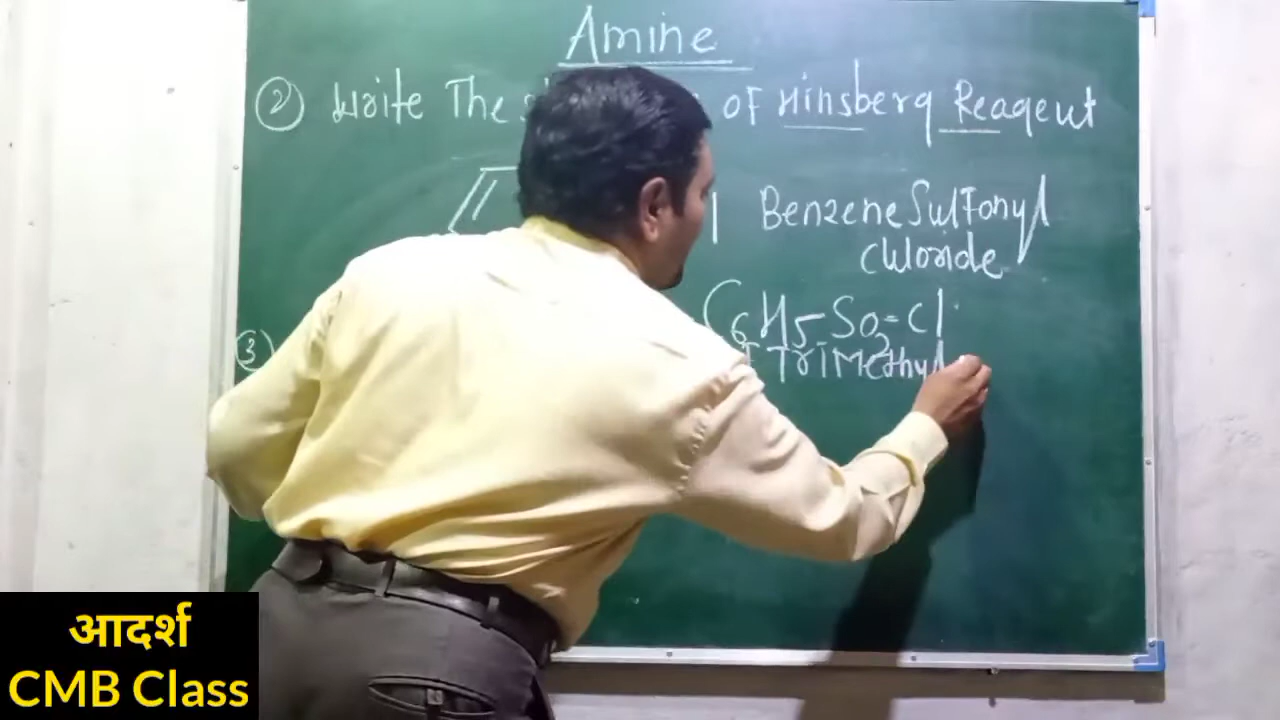 Amine
② Write The of Hinsberg Reagent
Benzene Sulfonyl
Chloride
C6H5-SO2-Cl
③ TriMethyl
आदर्श
CMB Class